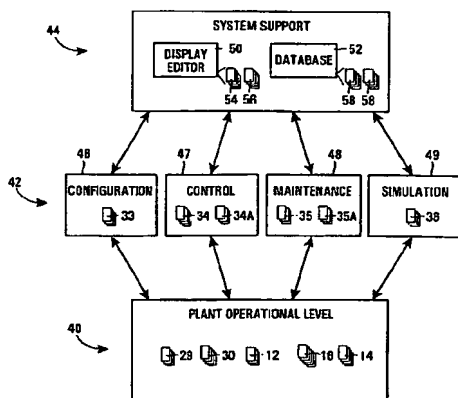 SYSTEM SUPPORT
44
50
52
DISPLAY
EDITOR
DATABASE
54 56
58 58
46
47
48
49
42
CONFIGURATION
CONTROL
MAINTENANCE
SIMULATION
33
34 34A
35 35A
38
PLANT OPERATIONAL LEVEL
40
29 30 12 16 14